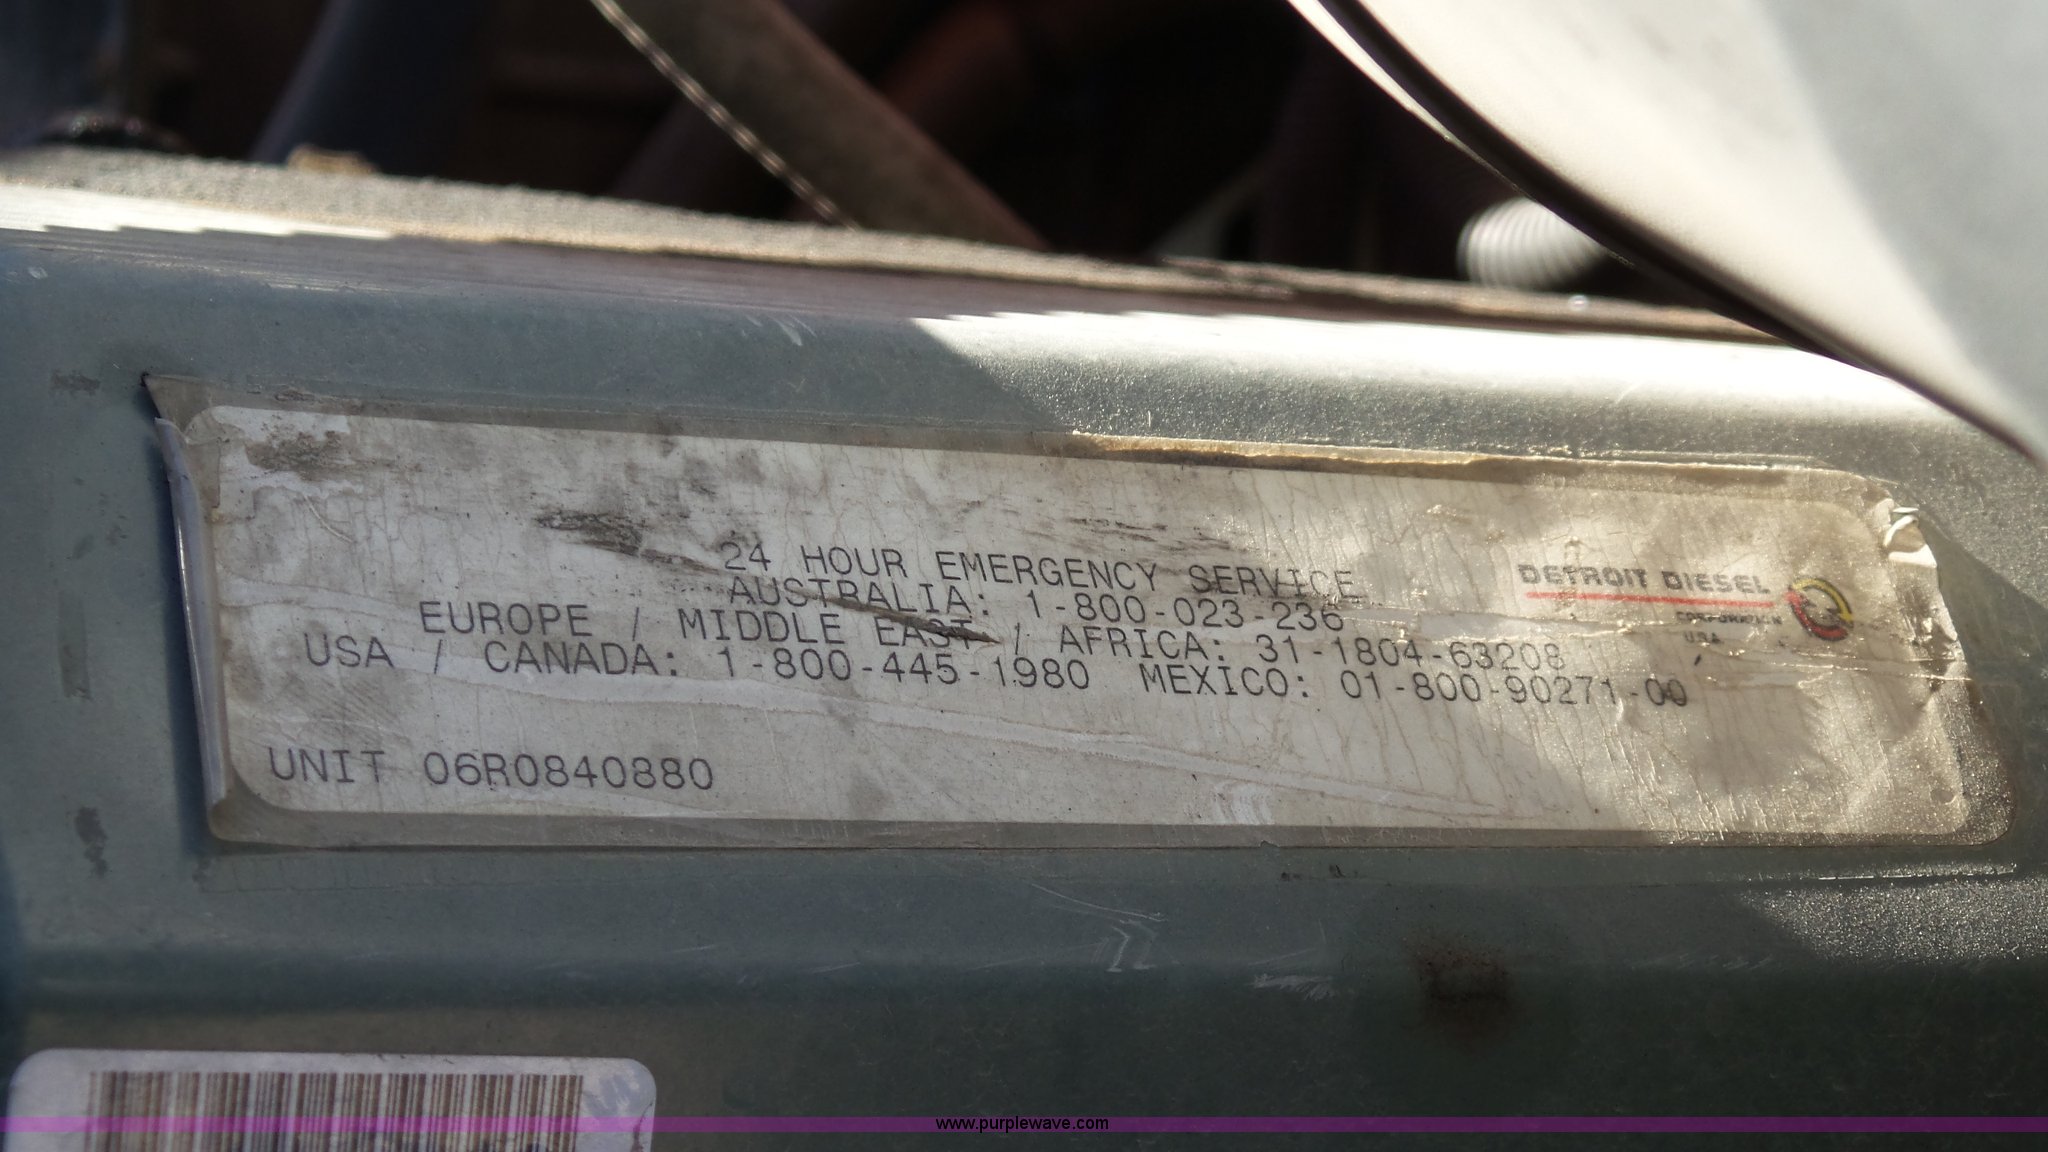 24 HOUR EMERGENCY SERVICE
AUSTRALIA: 1-800-023-236
EUROPE / MIDDLE EAST / AFRICA: 31-1804-63208
USA / CANADA: 1-800-445-1980 MEXICO: 01-800-90271-00
UNIT 06R0840880
DETROIT DIESEL
CORPORATION
USA
www.purplewave.com